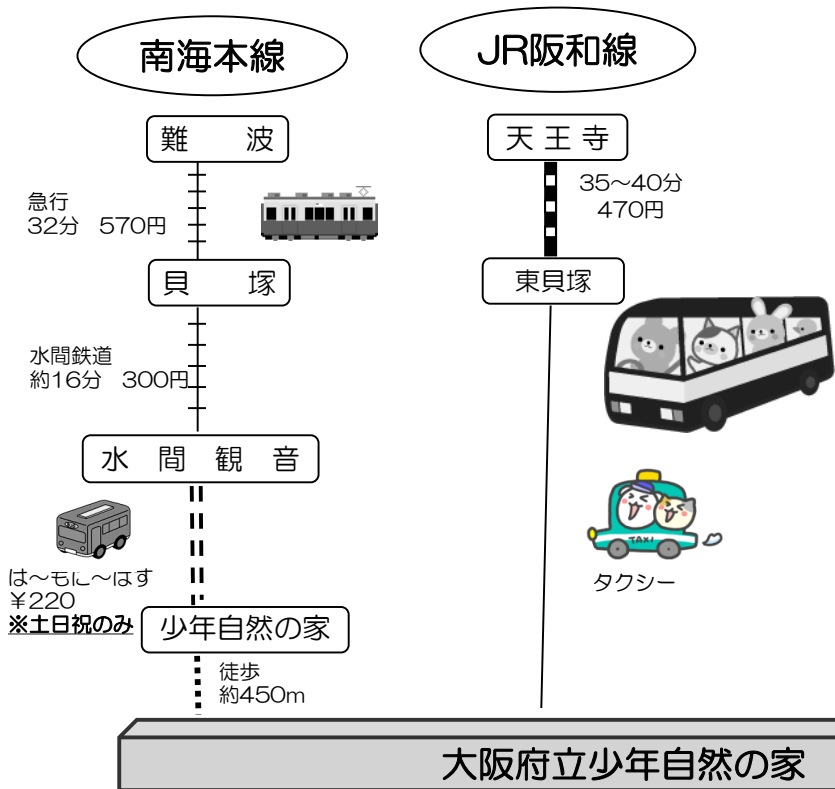 南海本線
難　波
急行
32分　570円
貝　塚
水間鉄道
約16分　300円
水　間　観　音
は～もに～ばす
￥220
※土日祝のみ
少年自然の家
徒歩
約450m
JR阪和線
天 王 寺
35～40分
470円
東貝塚
TAXI
タクシー
大阪府立少年自然の家